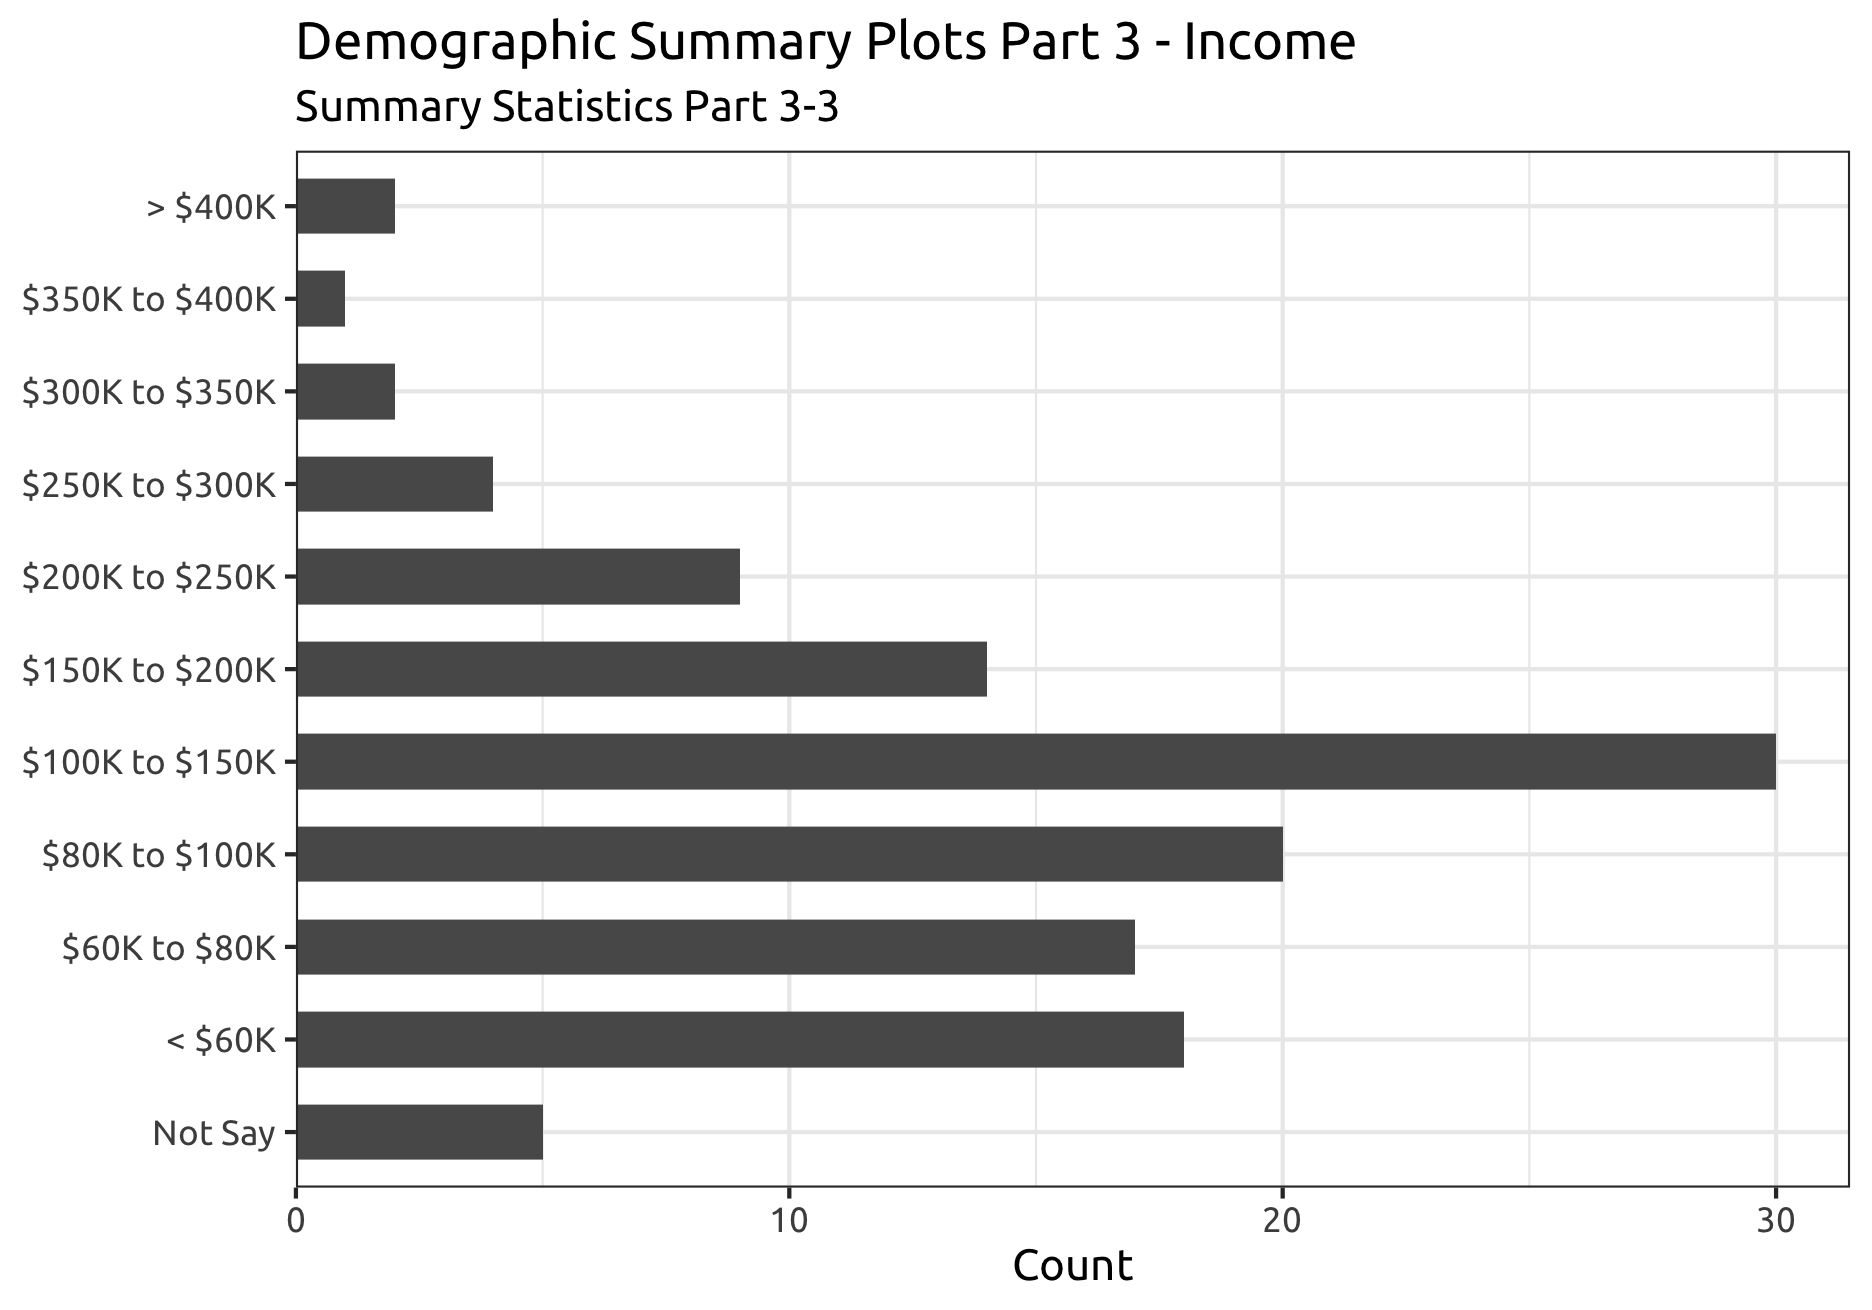 Demographic Summary Plots Part 3 - Income
Summary Statistics Part 3-3
> $400K
$350K to $400K
$300K to $350K
$250K to $300K
$200K to $250K
$150K to $200K
$100K to $150K
$80K to $100K
$60K to $80K
< $60K
Not Say
0 10 20 30
Count